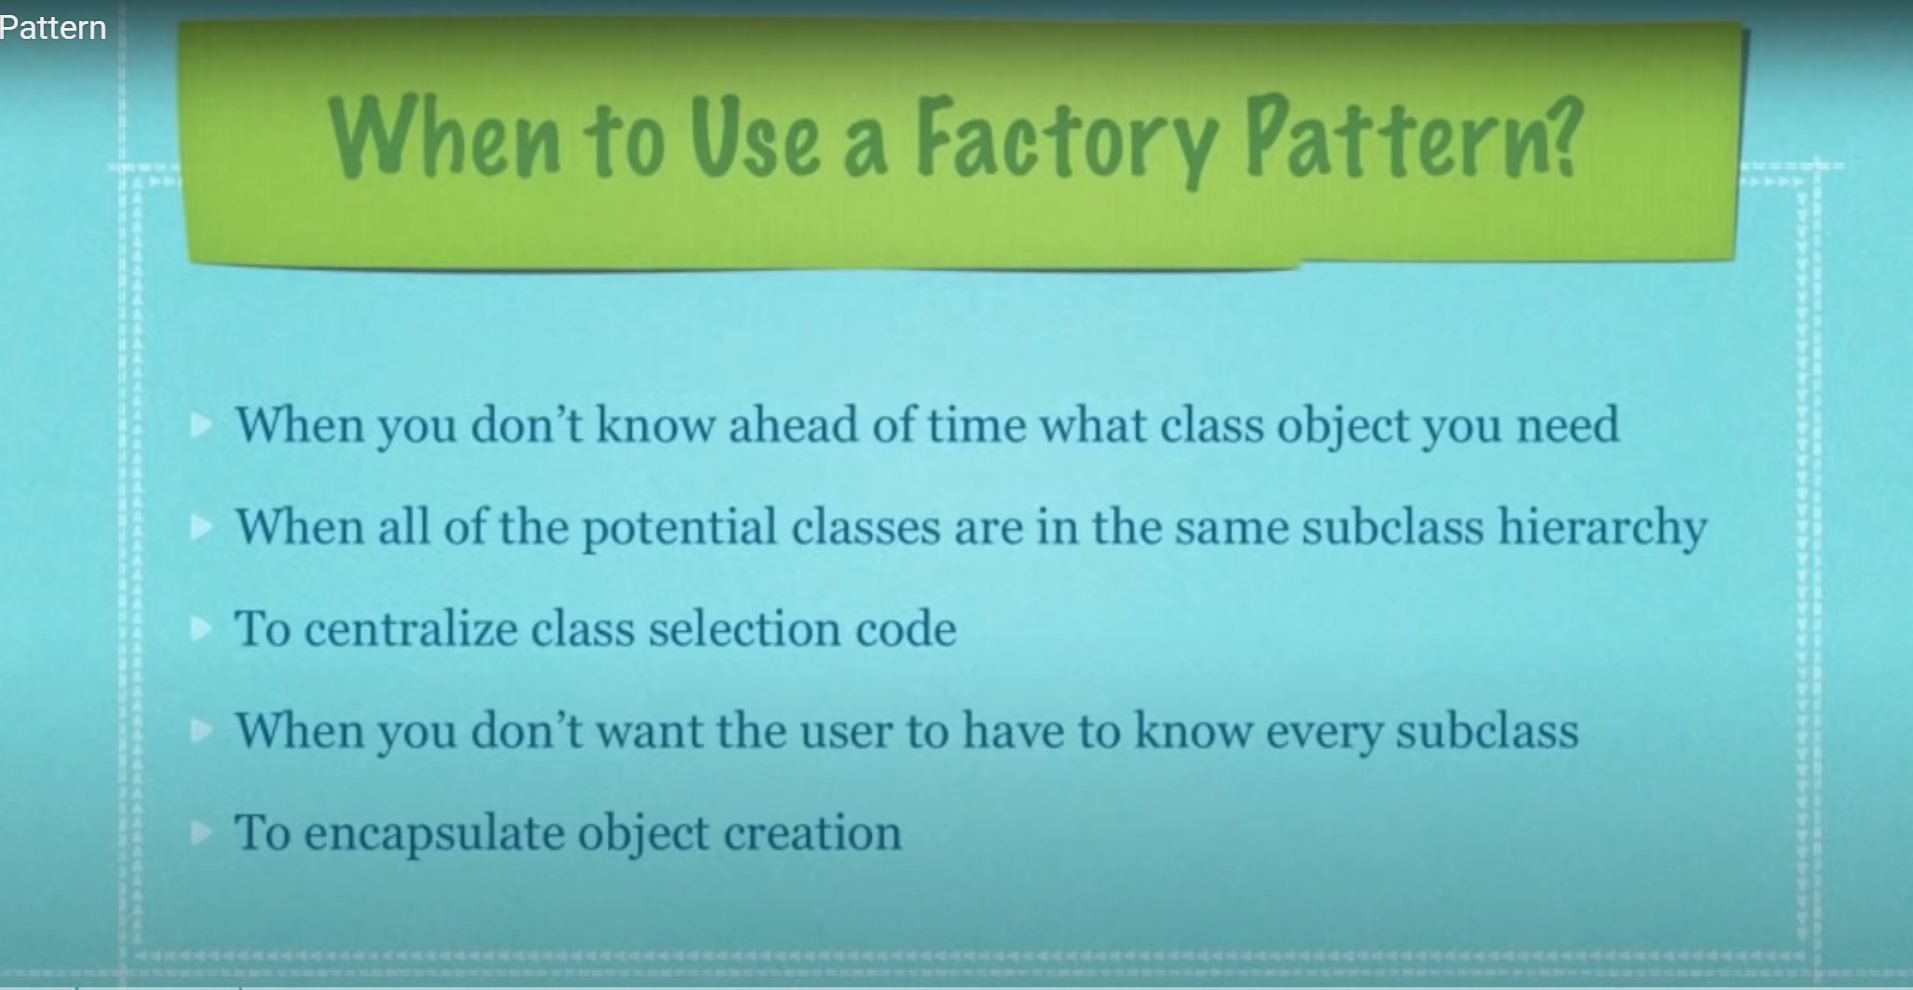 Pattern
When to Use a Factory Pattern?
When you don’t know ahead of time what class object you need
When all of the potential classes are in the same subclass hierarchy
To centralize class selection code
When you don’t want the user to have to know every subclass
To encapsulate object creation